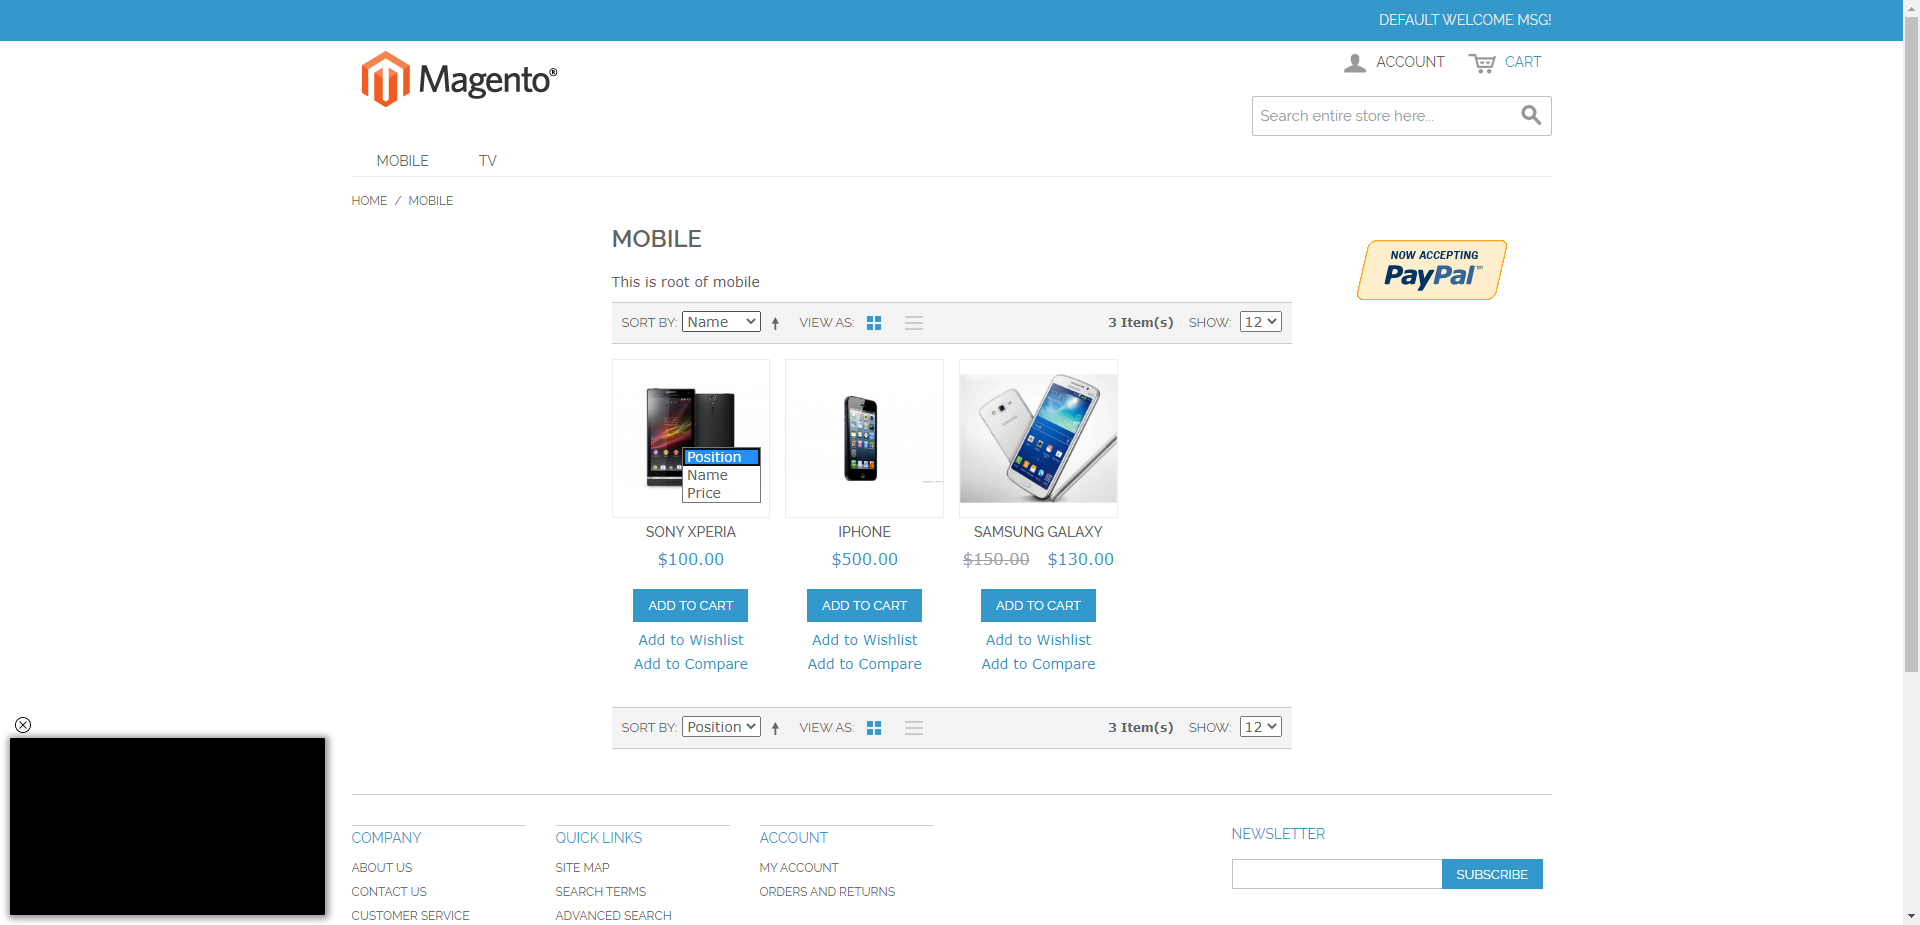 DEFAULT WELCOME MSG!
Magento®
ACCOUNT CART
Search entire store here...
MOBILE TV
HOME / MOBILE
MOBILE
NOW ACCEPTING
PayPal™
This is root of mobile
SORT BY: Name VIEW AS: 3 Item(s) SHOW: 12
Position
Name
Price
SONY XPERIA IPHONE SAMSUNG GALAXY
$100.00 $500.00 $150.00 $130.00
ADD TO CART ADD TO CART ADD TO CART
Add to Wishlist Add to Wishlist Add to Wishlist
Add to Compare Add to Compare Add to Compare
SORT BY: Position VIEW AS: 3 Item(s) SHOW: 12
COMPANY QUICK LINKS ACCOUNT NEWSLETTER
ABOUT US SITE MAP MY ACCOUNT SUBSCRIBE
CONTACT US SEARCH TERMS ORDERS AND RETURNS
CUSTOMER SERVICE ADVANCED SEARCH